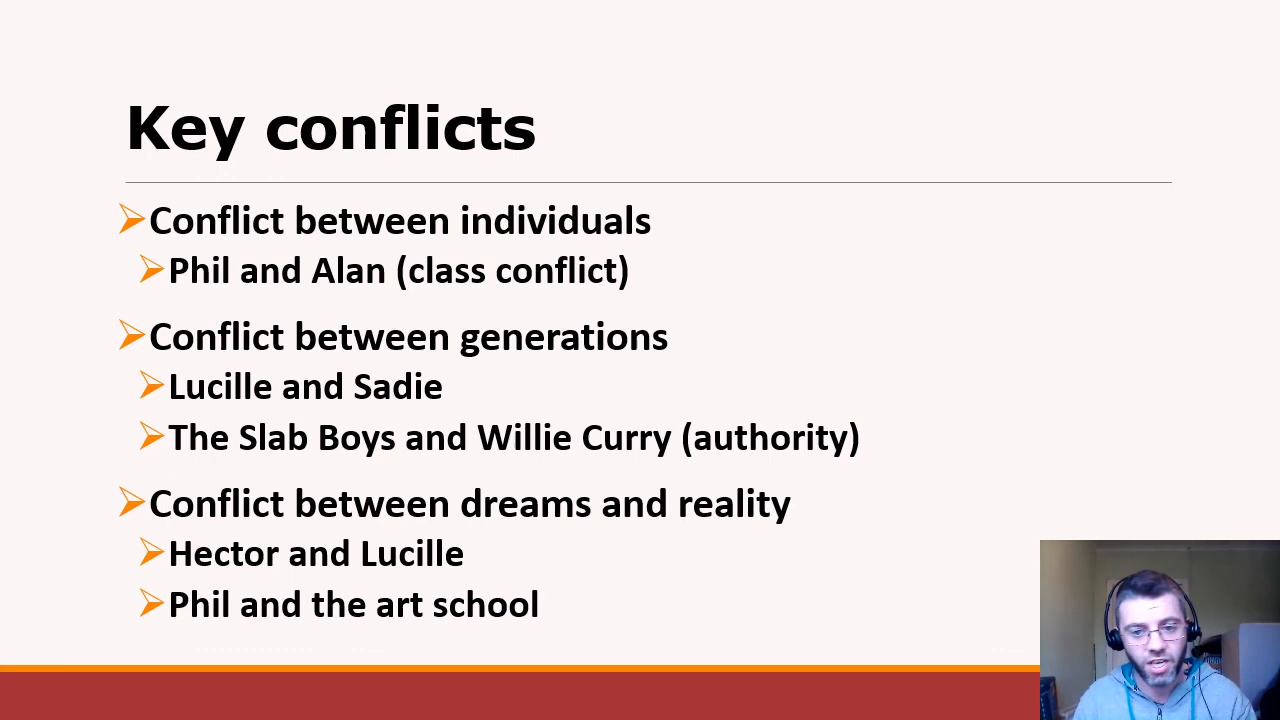 Key conflicts
Conflict between individuals
Phil and Alan (class conflict)
Conflict between generations
Lucille and Sadie
The Slab Boys and Willie Curry (authority)
Conflict between dreams and reality
Hector and Lucille
Phil and the art school